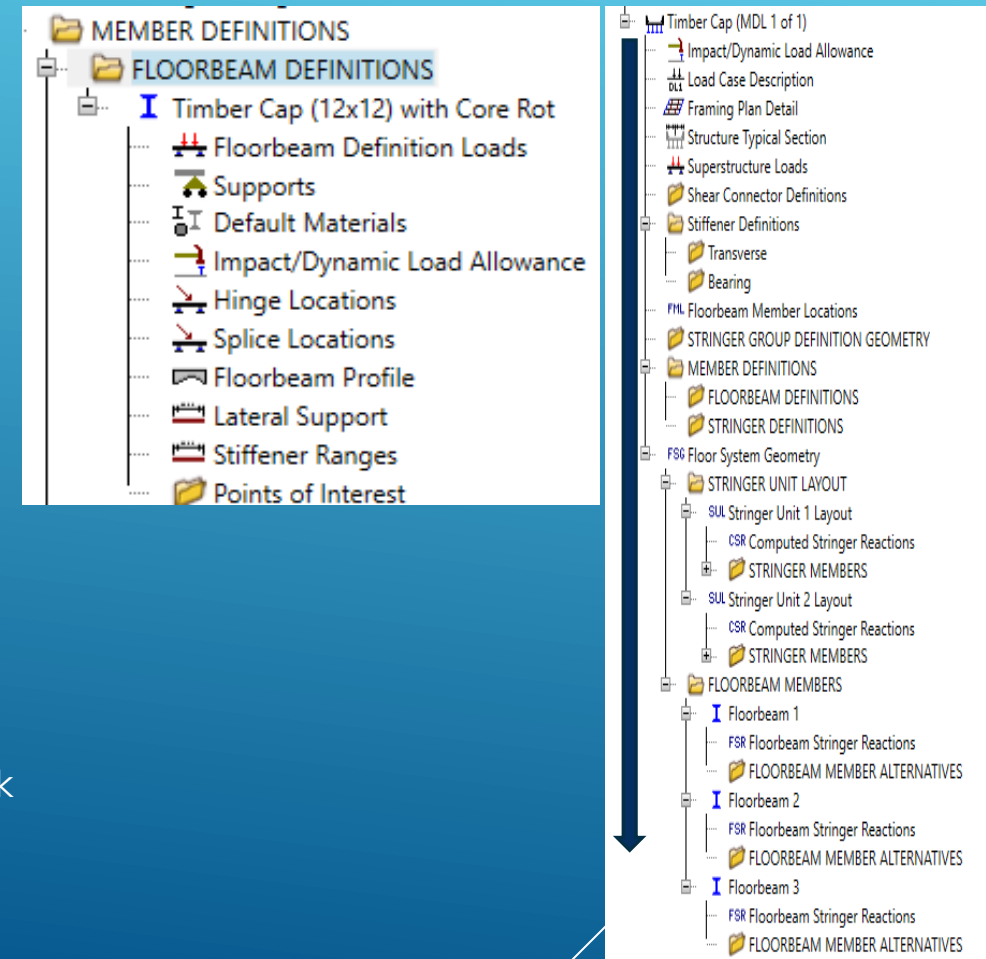 MEMBER DEFINITIONS
FLOORBEAM DEFINITIONS
I Timber Cap (12x12) with Core Rot
Floorbeam Definition Loads
Supports
Default Materials
Impact/Dynamic Load Allowance
Hinge Locations
Splice Locations
Floorbeam Profile
Lateral Support
Stiffener Ranges
Points of Interest
k
Timber Cap (MDL 1 of 1)
Impact/Dynamic Load Allowance
DL1 Load Case Description
Framing Plan Detail
Structure Typical Section
Superstructure Loads
Shear Connector Definitions
Stiffener Definitions
Transverse
Bearing
FML Floorbeam Member Locations
STRINGER GROUP DEFINITION GEOMETRY
MEMBER DEFINITIONS
FLOORBEAM DEFINITIONS
STRINGER DEFINITIONS
FSG Floor System Geometry
STRINGER UNIT LAYOUT
SUL Stringer Unit 1 Layout
CSR Computed Stringer Reactions
STRINGER MEMBERS
SUL Stringer Unit 2 Layout
CSR Computed Stringer Reactions
STRINGER MEMBERS
FLOORBEAM MEMBERS
I Floorbeam 1
FSR Floorbeam Stringer Reactions
FLOORBEAM MEMBER ALTERNATIVES
I Floorbeam 2
FSR Floorbeam Stringer Reactions
FLOORBEAM MEMBER ALTERNATIVES
I Floorbeam 3
FSR Floorbeam Stringer Reactions
FLOORBEAM MEMBER ALTERNATIVES